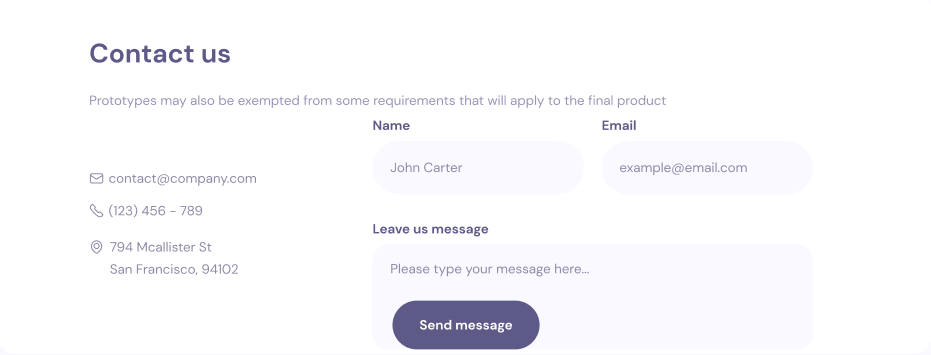 Contact us
Prototypes may also be exempted from some requirements that will apply to the final product
Name
Email
John Carter
example@email.com
contact@company.com
(123) 456 - 789
794 Mcallister St
San Francisco, 94102
Leave us message
Please type your message here...
Send message